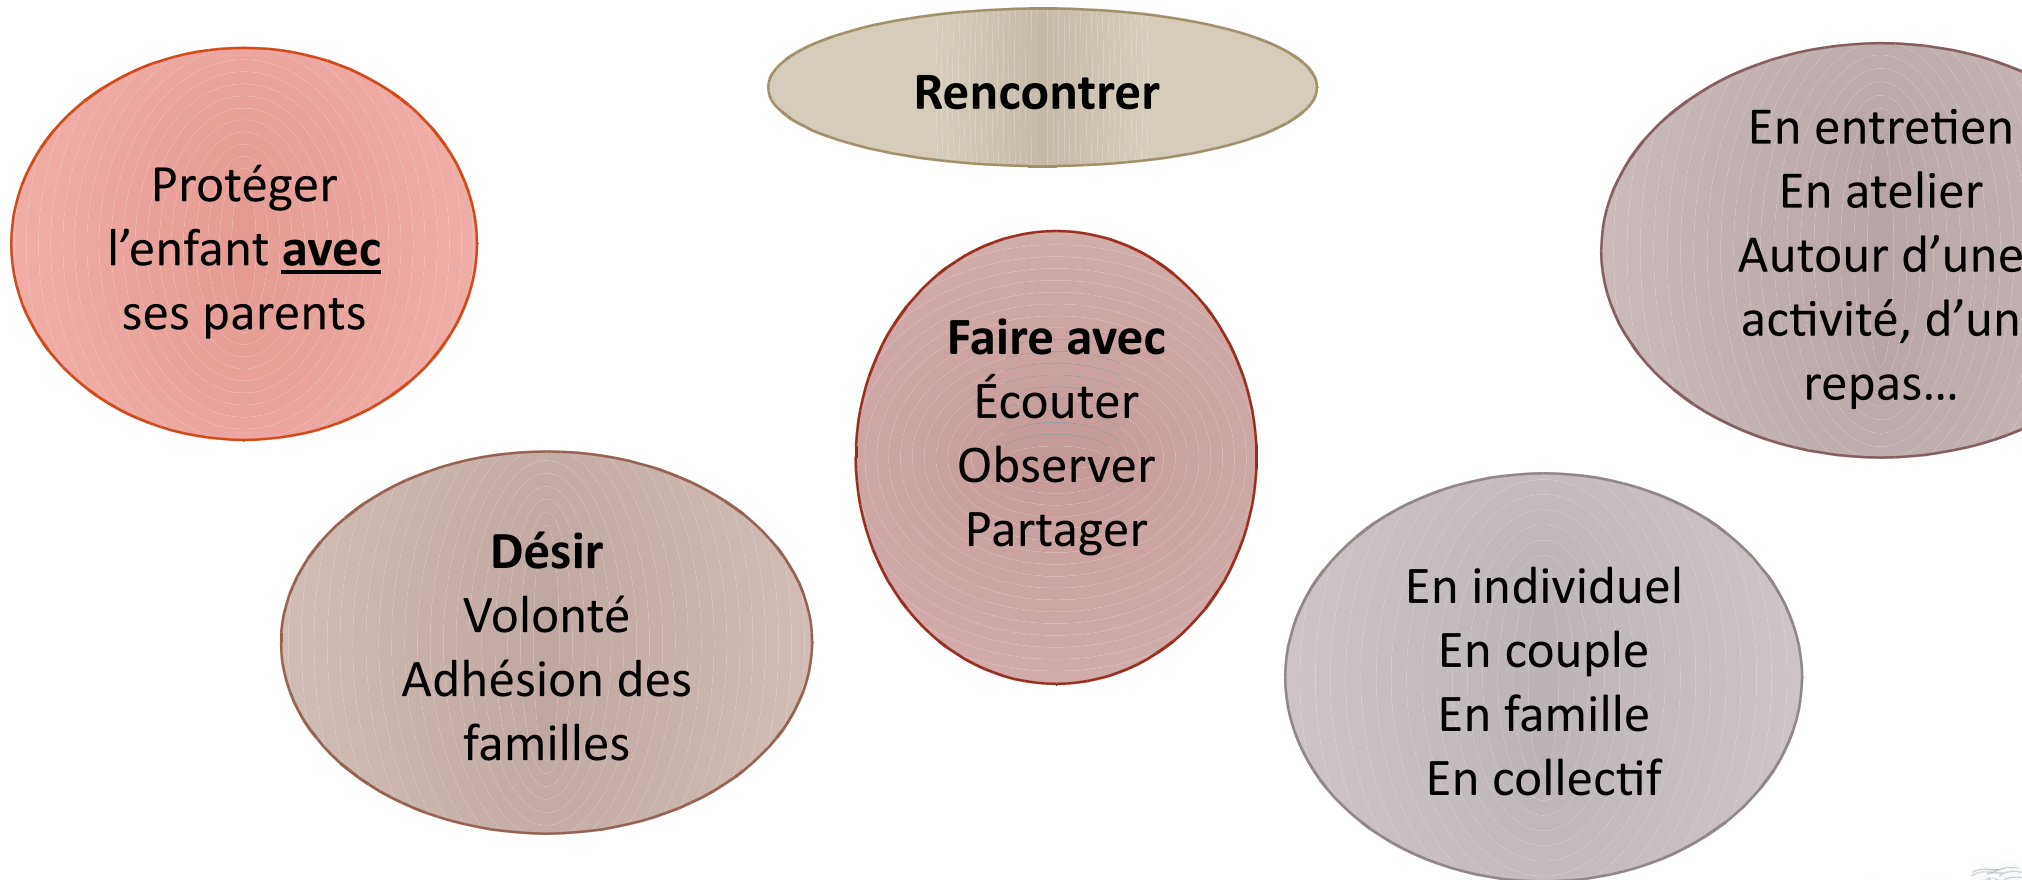 Rencontrer
Protéger
l’enfant avec
ses parents
En entretien
En atelier
Autour d’une
activité, d’un
repas…
Faire avec
Écouter
Observer
Partager
Désir
Volonté
Adhésion des
familles
En individuel
En couple
En famille
En collectif